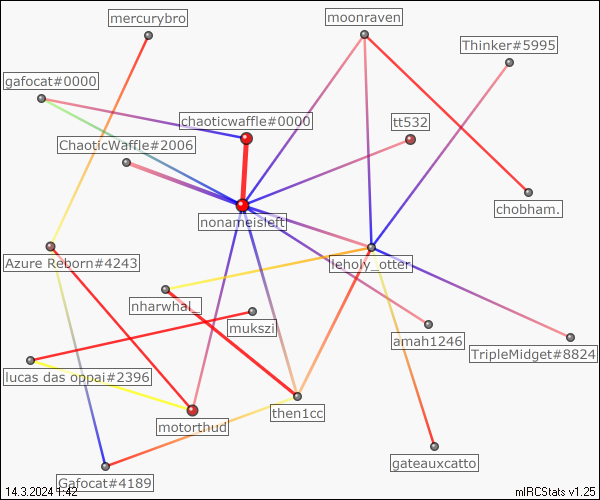 mercurybro
moonraven
Thinker#5995
gafocat#0000
chaoticwaffle#0000
tt532
ChaoticWaffle#2006
chobham.
nonameisleft
Azure Reborn#4243
leholy_otter
nharwhal_
mukszi
amah1246
TripleMidget#8824
lucas das oppai#2396
then1cc
motorthud
gateauxcatto
Gafocat#4189
14.3.2024 1:42
mIRCStats v1.25